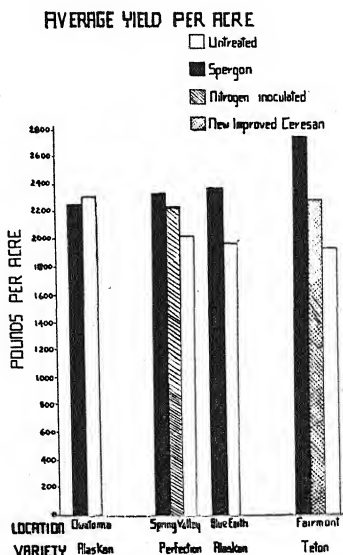 AVERAGE YIELD PER ACRE
Untreated
Spergon
Nitrogen inoculated
New Improved Ceresan
POUNDS PER ACRE
2800
2600
2400
2200
2000
1800
1600
1400
1200
1000
800
600
400
200
0
LOCATION Owatonna Spring Valley Blue Earth Fairmont
VARIETY Alaskan Perfection Alaskan Teton